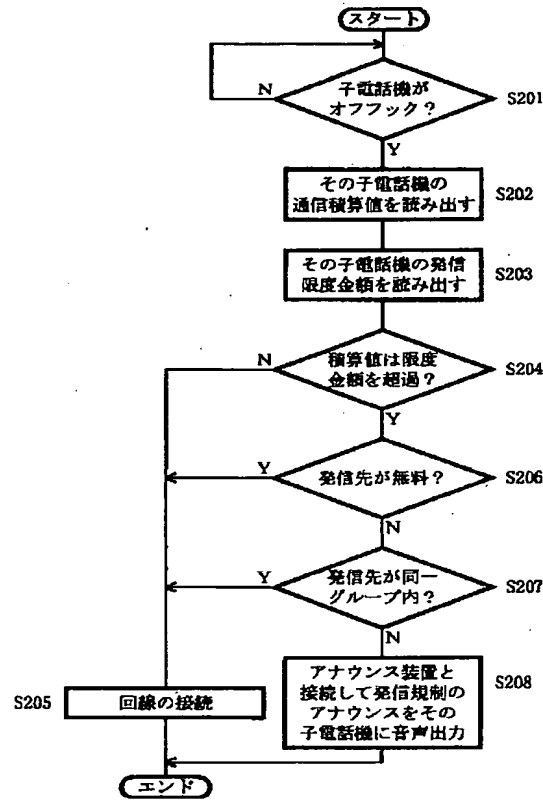 スタート
子電話機が
オフフック?
N
S201
Y
その子電話機の
通信積算値を読み出す
S202
その子電話機の発信
限度金額を読み出す
S203
N
積算値は限度
金額を超過?
S204
Y
Y
発信先が無料?
S206
N
Y
発信先が同一
グループ内?
S207
N
アナウンス装置と
接続して発信規制の
アナウンスをその
子電話機に音声出力
S208
S205
回線の接続
エンド